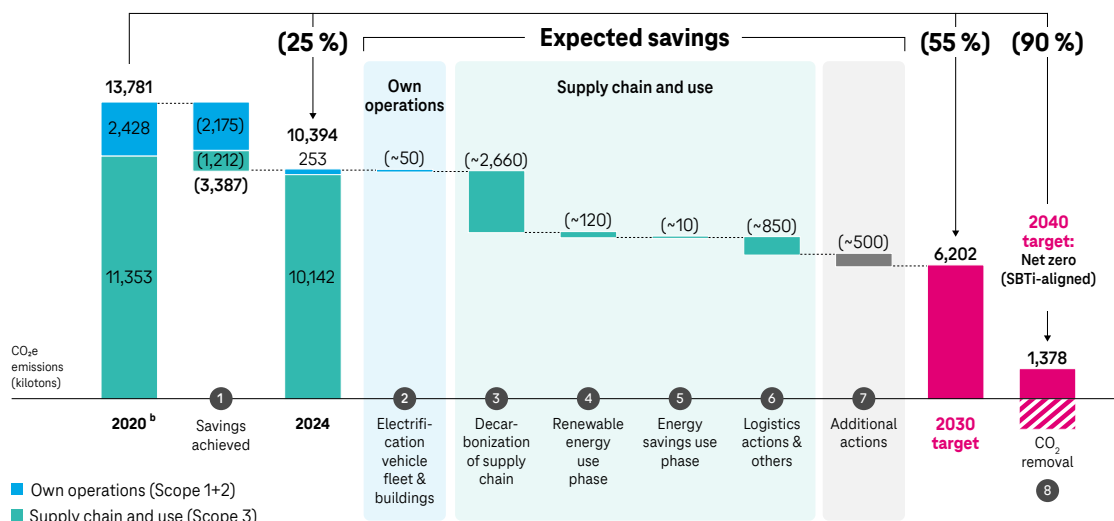 (25 %)
Expected savings
(55 %)
(90 %)
Own
operations
Supply chain and use
13,781
2,428
11,353
(2,175)
(1,212)
(3,387)
10,394
253
10,142
(~50)
(~2,660)
(~120)
(~10)
(~850)
(~500)
6,202
2040
target:
Net zero
(SBTi-aligned)
1,378
CO₂e
emissions
(kilotons)
2020 ᵇ
1
Savings
achieved
2024
2
Electrifi-
cation
vehicle
fleet &
buildings
3
Decar-
bonization
of supply
chain
4
Renewable
energy
use
phase
5
Energy
savings use
phase
6
Logistics
actions &
others
7
Additional
actions
2030
target
CO₂
removal
8
Own operations (Scope 1+2)
Supply chain and use (Scope 3)